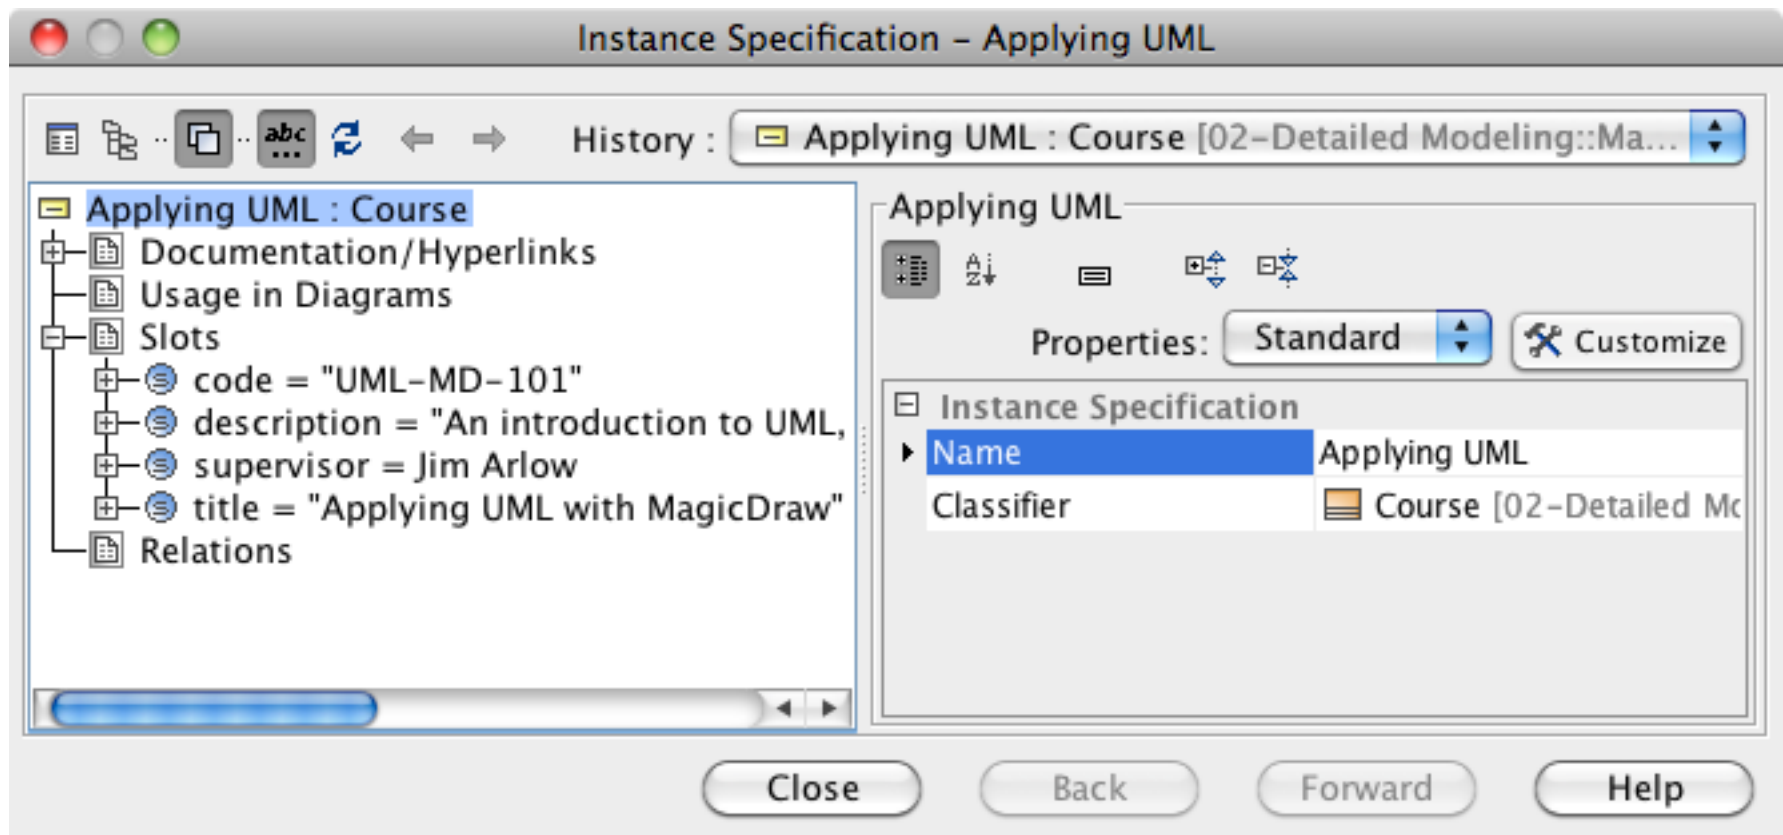 Instance Specification – Applying UML
abc
History : Applying UML : Course [02-Detailed Modeling::Ma...
Applying UML : Course
Documentation/Hyperlinks
Usage in Diagrams
Slots
code = "UML-MD-101"
description = "An introduction to UML,
supervisor = Jim Arlow
title = "Applying UML with MagicDraw"
Relations
Applying UML
A
Z
Properties: Standard Customize
Instance Specification
Name Applying UML
Classifier Course [02-Detailed Mo
Close Back Forward Help